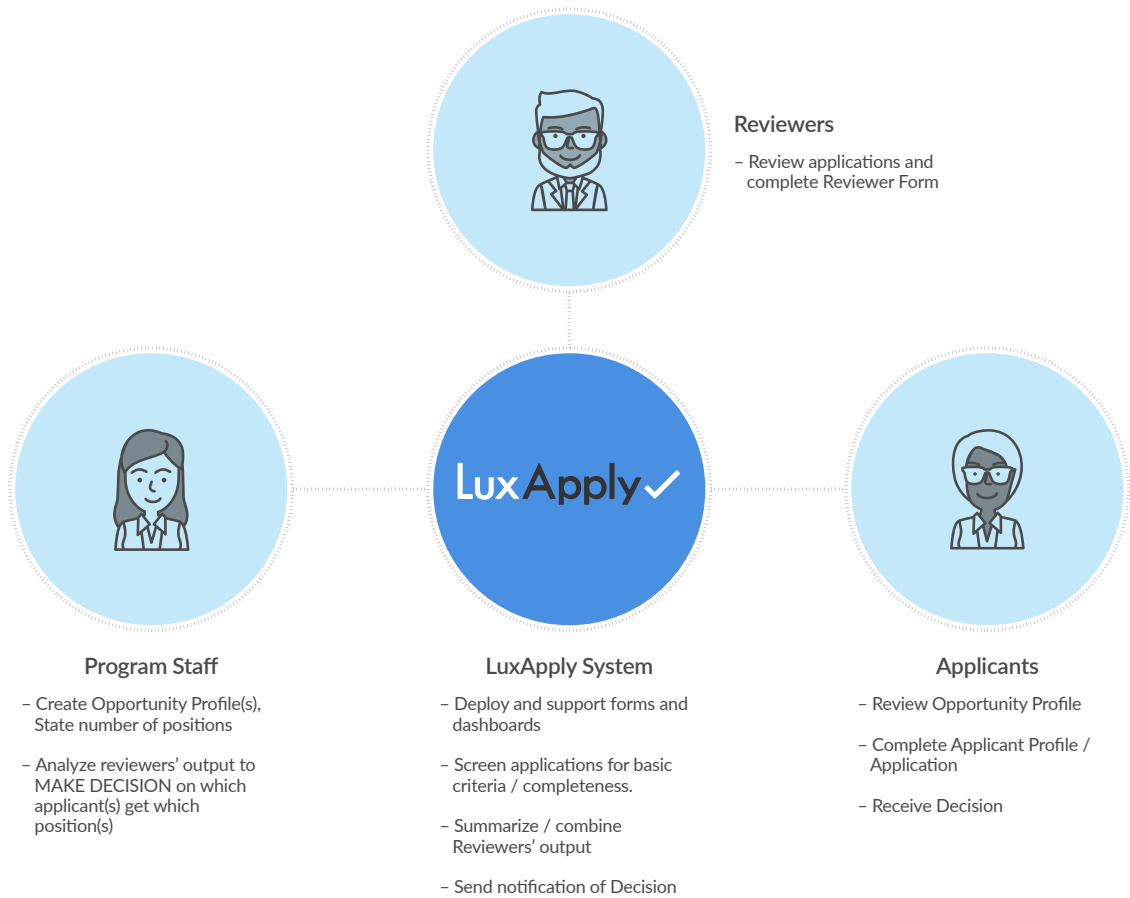 Reviewers
– Review applications and
complete Reviewer Form
LuxApply
Program Staff
– Create Opportunity Profile(s),
State number of positions
– Analyze reviewers’ output to
MAKE DECISION on which
applicant(s) get which
position(s)
LuxApply System
– Deploy and support forms and
dashboards
– Screen applications for basic
criteria / completeness.
– Summarize / combine
Reviewers’ output
– Send notification of Decision
Applicants
– Review Opportunity Profile
– Complete Applicant Profile /
Application
– Receive Decision